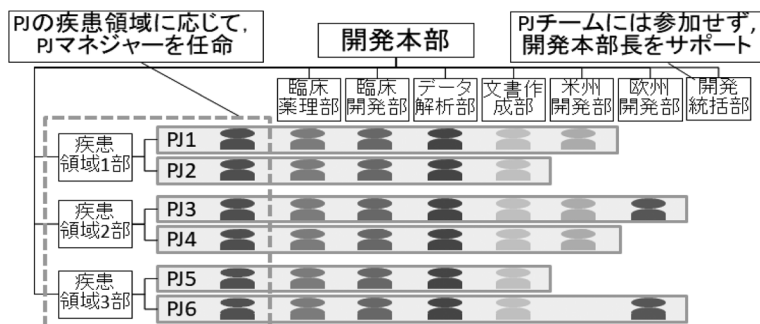 PJの疾患領域に応じて,
PJマネジャーを任命
開発本部
PJチームには参加せず,
開発本部長をサポート
臨床
薬理部
臨床
開発部
データ
解析部
文書作
成部
米州
開発部
欧州
開発部
開発
統括部
疾患
領域1部
PJ1
PJ2
疾患
領域2部
PJ3
PJ4
疾患
領域3部
PJ5
PJ6